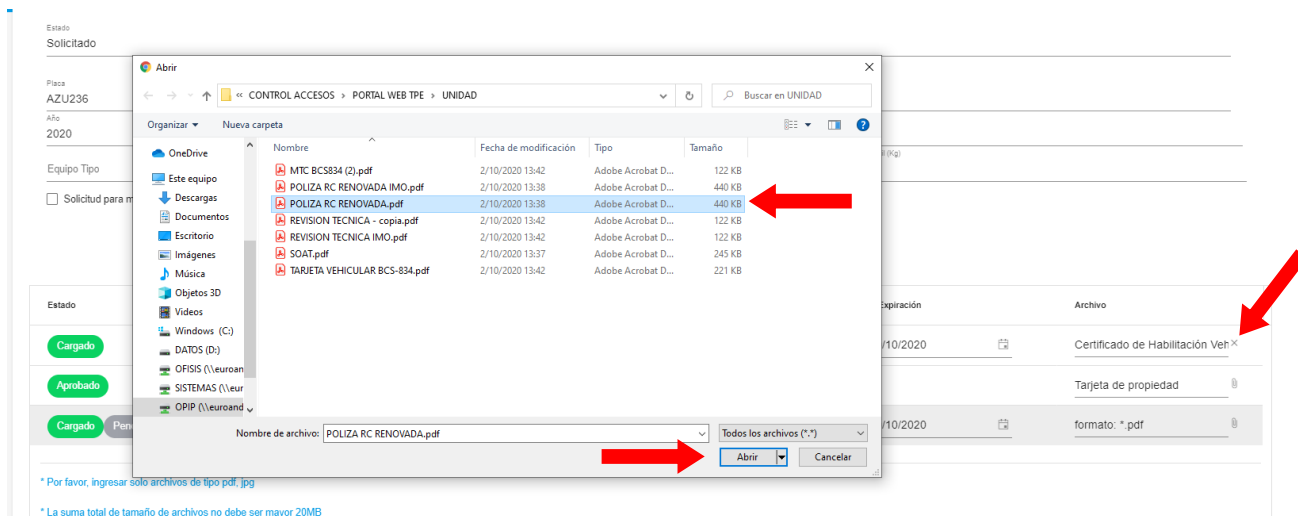 Estado
Solicitado
Abrir
Placa
AZU236
« CONTROL ACCESOS › PORTAL WEB TPE › UNIDAD
Buscar en UNIDAD
Año
2020
Organizar
Nueva carpeta
Equipo Tipo
(Kg)
Solicitud para m
OneDrive
Este equipo
Descargas
Documentos
Escritorio
Imágenes
Música
Objetos 3D
Videos
Windows (C:)
DATOS (D:)
OFISIS (\\euroan
SISTEMAS (\\eur
OPIP (\\euroand
Nombre Fecha de modificación Tipo Tamaño
MTC BCS834 (2).pdf 2/10/2020 13:42 Adobe Acrobat D... 122 KB
POLIZA RC RENOVADA IMO.pdf 2/10/2020 13:38 Adobe Acrobat D... 440 KB
POLIZA RC RENOVADA.pdf 2/10/2020 13:38 Adobe Acrobat D... 440 KB
REVISION TECNICA - copia.pdf 2/10/2020 13:42 Adobe Acrobat D... 122 KB
REVISION TECNICA IMO.pdf 2/10/2020 13:42 Adobe Acrobat D... 122 KB
SOAT.pdf 2/10/2020 13:37 Adobe Acrobat D... 245 KB
TARJETA VEHICULAR BCS-834.pdf 2/10/2020 13:42 Adobe Acrobat D... 221 KB
Nombre de archivo: POLIZA RC RENOVADA.pdf
Todos los archivos (*.*)
Abrir
Cancelar
Estado Expiración Archivo
Cargado /10/2020 Certificado de Habilitación Veh
Aprobado Tarjeta de propiedad
Cargado Pen /10/2020 formato: *.pdf
* Por favor, ingresar solo archivos de tipo pdf, jpg
* La suma total de tamaño de archivos no debe ser mayor 20MB